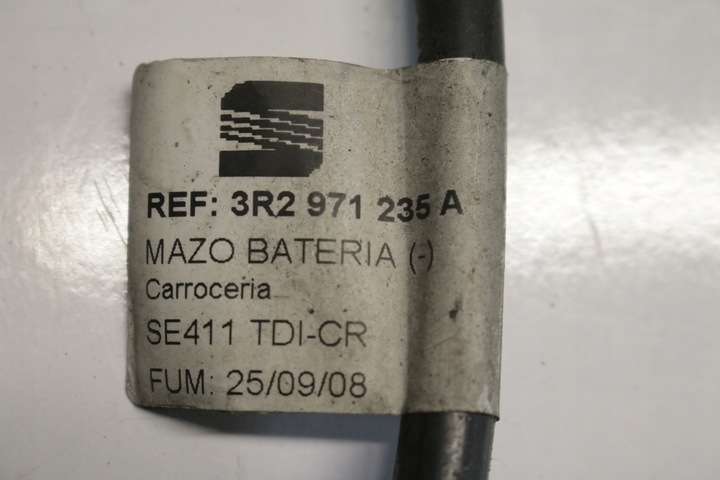 REF: 3R2 971 235 A
MAZO BATERIA (-)
Carroceria
SE411 TDI-CR
FUM: 25/09/08